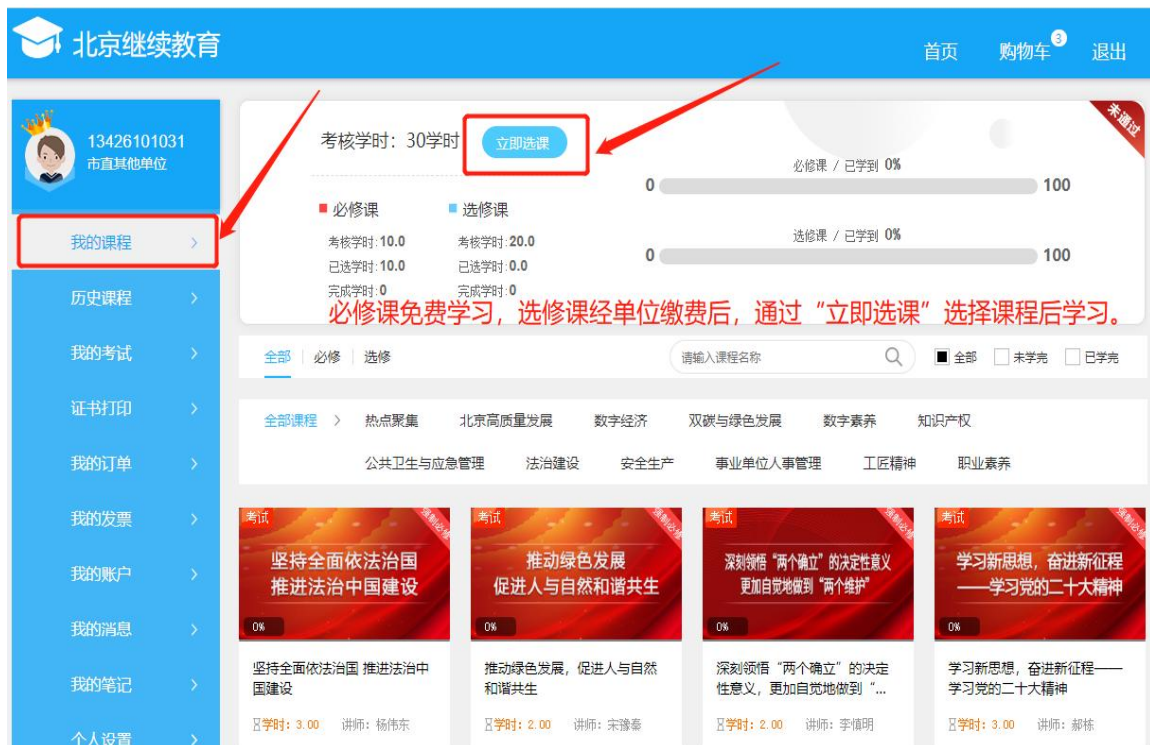 北京继续教育
首页 购物车 3 退出
13426101031
市直其他单位
我的课程
历史课程
我的考试
证书打印
我的订单
我的发票
我的账户
我的消息
我的笔记
个人设置
考核学时：30学时 立即选课
未通过
必修课 选修课
考核学时:10.0 考核学时:20.0
已选学时:10.0 已选学时:0.0
完成学时:0 完成学时:0
必修课 / 已学到 0%
0 100
选修课 / 已学到 0%
0 100
必修课免费学习，选修课经单位缴费后，通过“立即选课”选择课程后学习。
全部 必修 选修 请输入课程名称 全部 未学完 已学完
全部课程 热点聚集 北京高质量发展 数字经济 双碳与绿色发展 数字素养 知识产权
公共卫生与应急管理 法治建设 安全生产 事业单位人事管理 工匠精神 职业素养
考试 强制必修
坚持全面依法治国
推进法治中国建设
0%
坚持全面依法治国 推进法治中
国建设
学时：3.00 讲师：杨伟东
考试 强制必修
推动绿色发展
促进人与自然和谐共生
0%
推动绿色发展，促进人与自然
和谐共生
学时：2.00 讲师：宋豫秦
考试 强制必修
深刻领悟“两个确立”的决定性意义
更加自觉地做到“两个维护”
0%
深刻领悟“两个确立”的决定
性意义，更加自觉地做到“...
学时：2.00 讲师：李慎明
考试 强制必修
学习新思想，奋进新征程
——学习党的二十大精神
0%
学习新思想，奋进新征程——
学习党的二十大精神
学时：3.00 讲师：郝栋